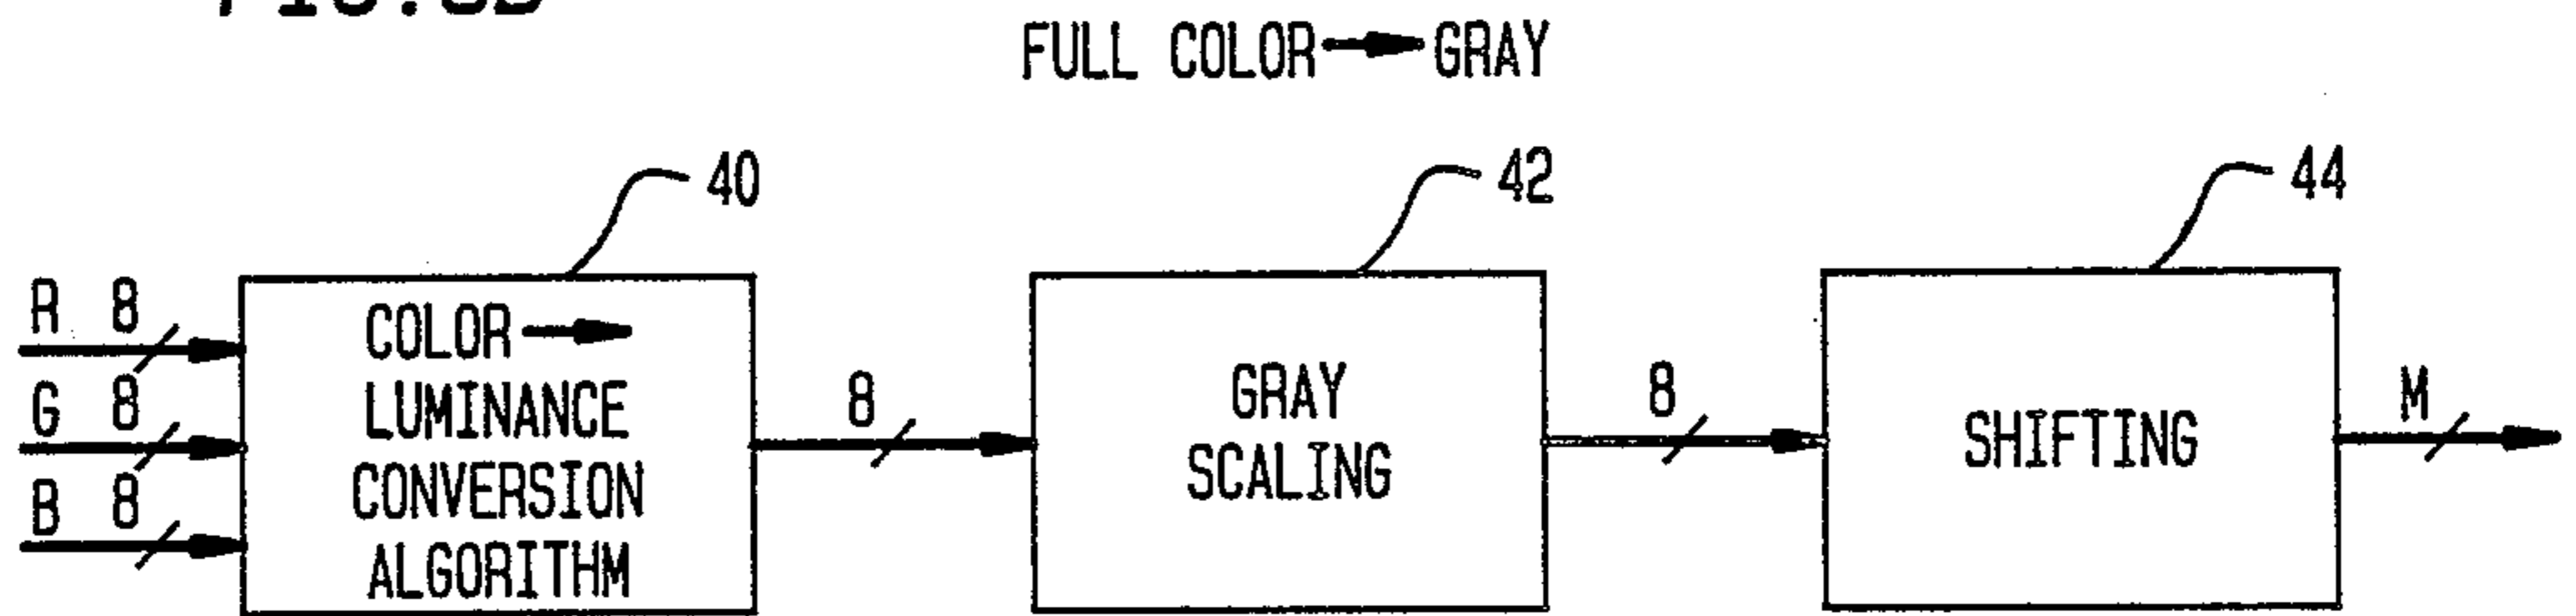 FULL COLOR → GRAY
40
42
44
R 8
G 8
B 8
COLOR →
LUMINANCE
CONVERSION
ALGORITHM
8
GRAY
SCALING
8
SHIFTING
M